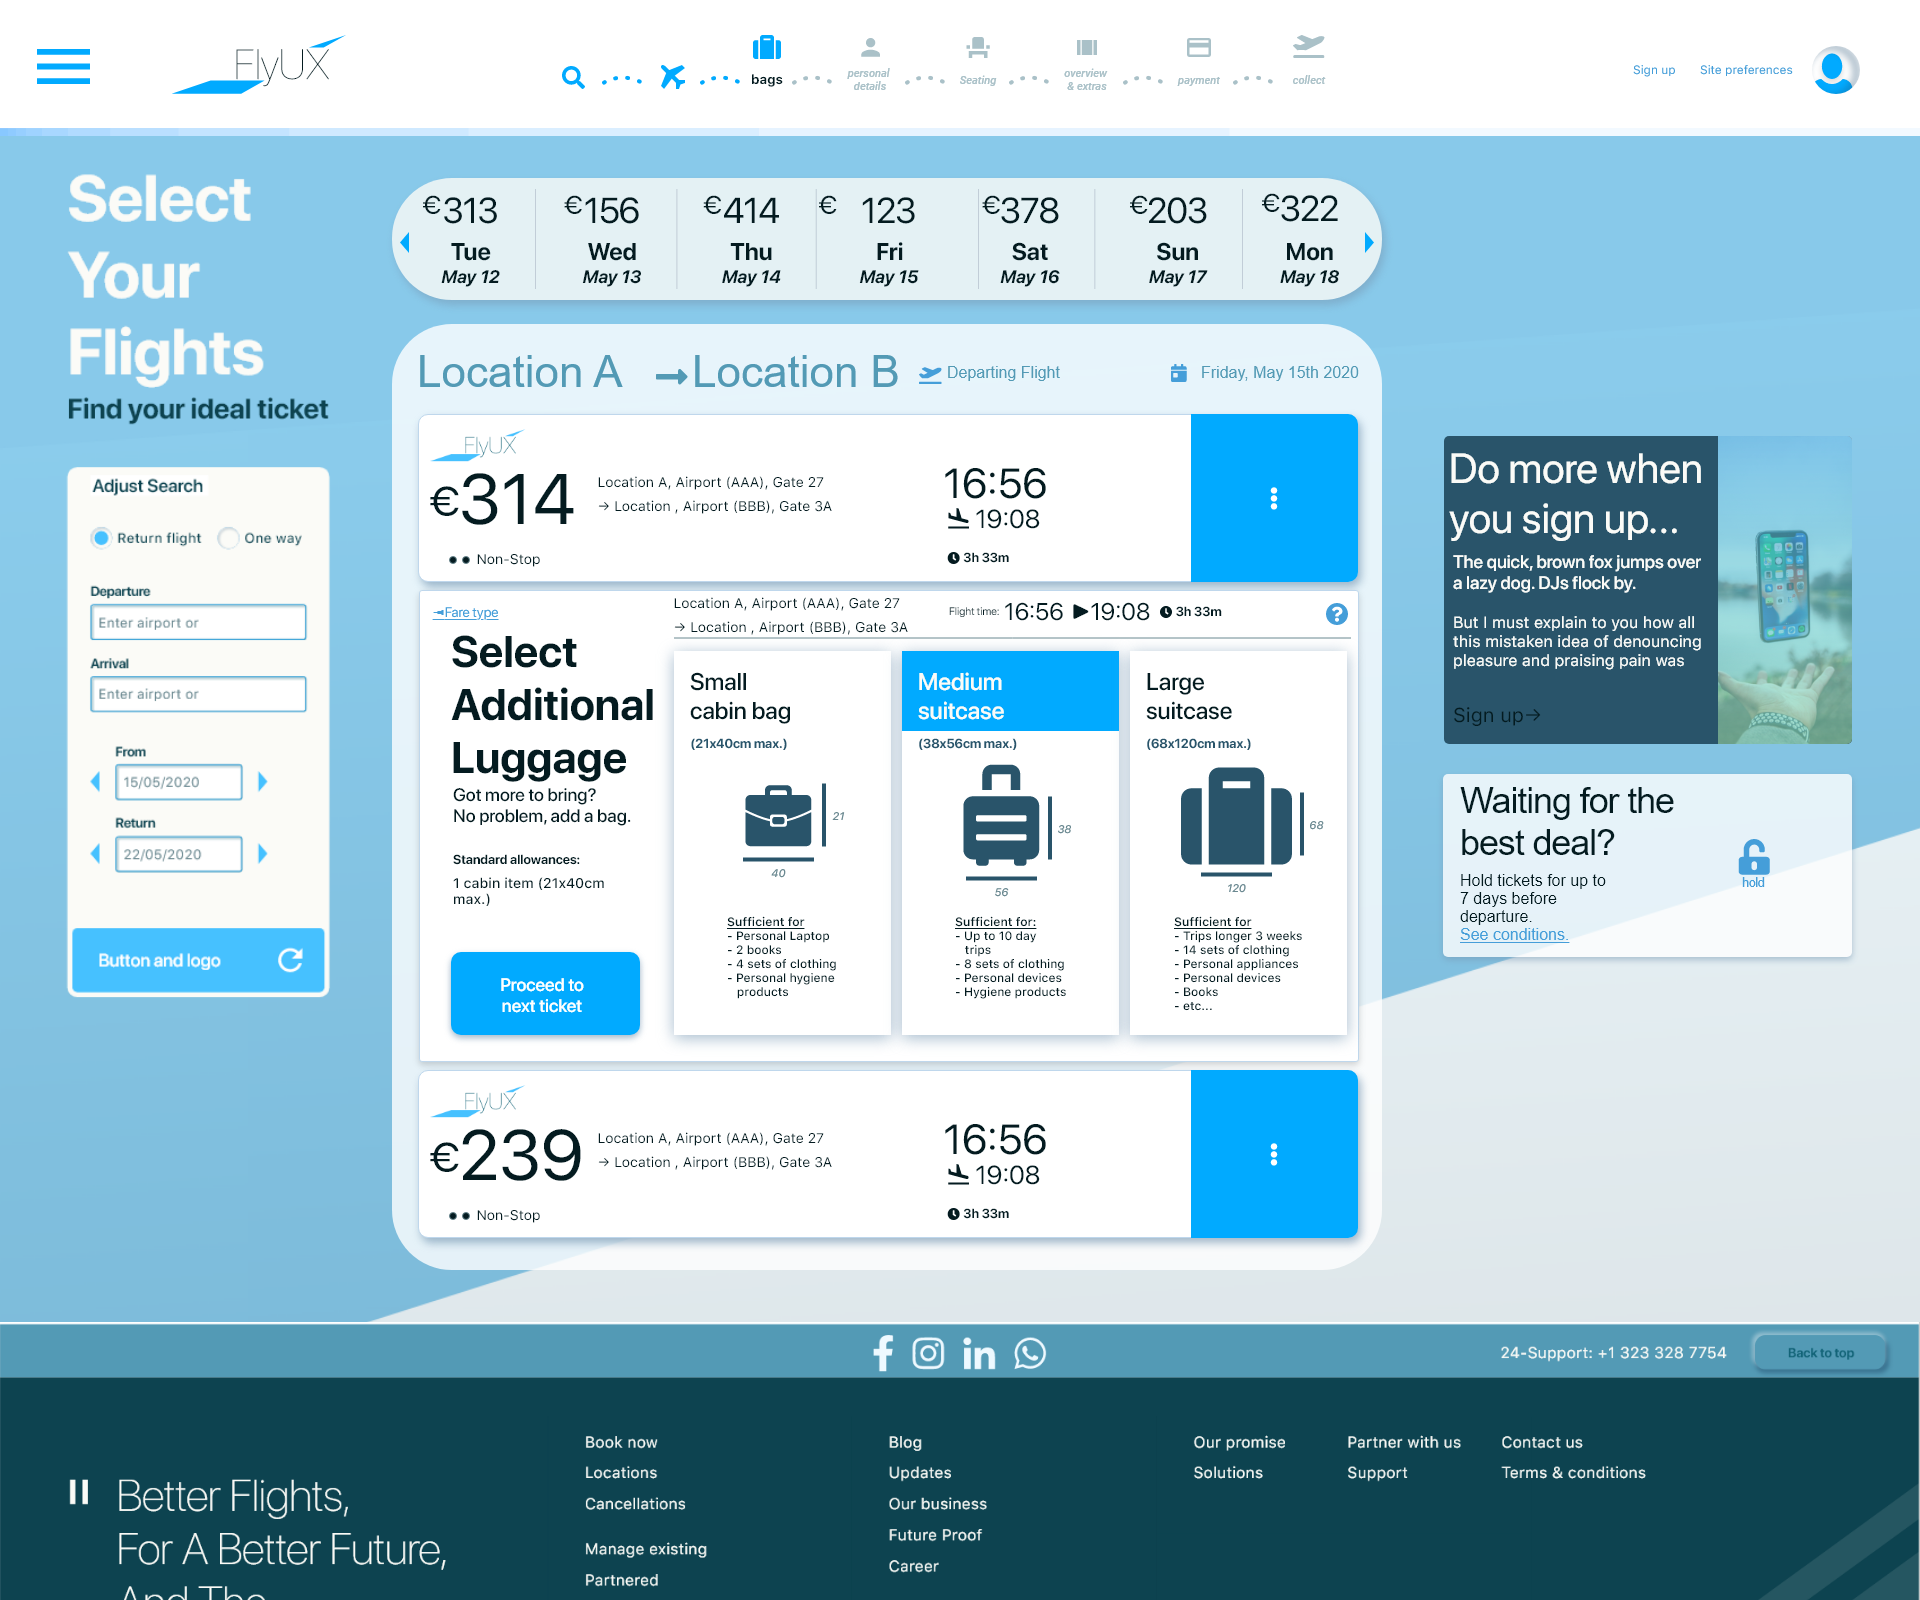 FlyUX
bags
personal
details
Seating
overview
& extras
payment
collect
Sign up
Site preferences
Select
Your
Flights
Find your ideal ticket
€313
Tue
May 12
€156
Wed
May 13
€414
Thu
May 14
€ 123
Fri
May 15
€378
Sat
May 16
€203
Sun
May 17
€322
Mon
May 18
Adjust Search
Return flight
One way
Departure
Enter airport or
Arrival
Enter airport or
From
15/05/2020
Return
22/05/2020
Button and logo
Location A → Location B
Departing Flight
Friday, May 15th 2020
FlyUX
€314
Location A, Airport (AAA), Gate 27
→ Location , Airport (BBB), Gate 3A
Non-Stop
16:56
19:08
3h 33m
Fare type
Location A, Airport (AAA), Gate 27
→ Location , Airport (BBB), Gate 3A
Flight time: 16:56 ▶19:08 3h 33m
?
Select
Additional
Luggage
Got more to bring?
No problem, add a bag.
Standard allowances:
1 cabin item (21x40cm
max.)
Proceed to
next ticket
Small
cabin bag
(21x40cm max.)
21
40
Sufficient for
- Personal Laptop
- 2 books
- 4 sets of clothing
- Personal hygiene
products
Medium
suitcase
(38x56cm max.)
38
56
Sufficient for:
- Up to 10 day
trips
- 8 sets of clothing
- Personal devices
- Hygiene products
Large
suitcase
(68x120cm max.)
68
120
Sufficient for
- Trips longer 3 weeks
- 14 sets of clothing
- Personal appliances
- Personal devices
- Books
- etc...
FlyUX
€239
Location A, Airport (AAA), Gate 27
→ Location , Airport (BBB), Gate 3A
Non-Stop
16:56
19:08
3h 33m
Do more when
you sign up...
The quick, brown fox jumps over
a lazy dog. DJs flock by.
But I must explain to you how all
this mistaken idea of denouncing
pleasure and praising pain was
Sign up→
Waiting for the
best deal?
Hold tickets for up to
7 days before
departure.
See conditions.
hold
24-Support: +1 323 328 7754
Back to top
Better Flights,
For A Better Future,
And The
Book now
Locations
Cancellations
Manage existing
Partnered
Blog
Updates
Our business
Future Proof
Career
Our promise
Solutions
Partner with us
Support
Contact us
Terms & conditions